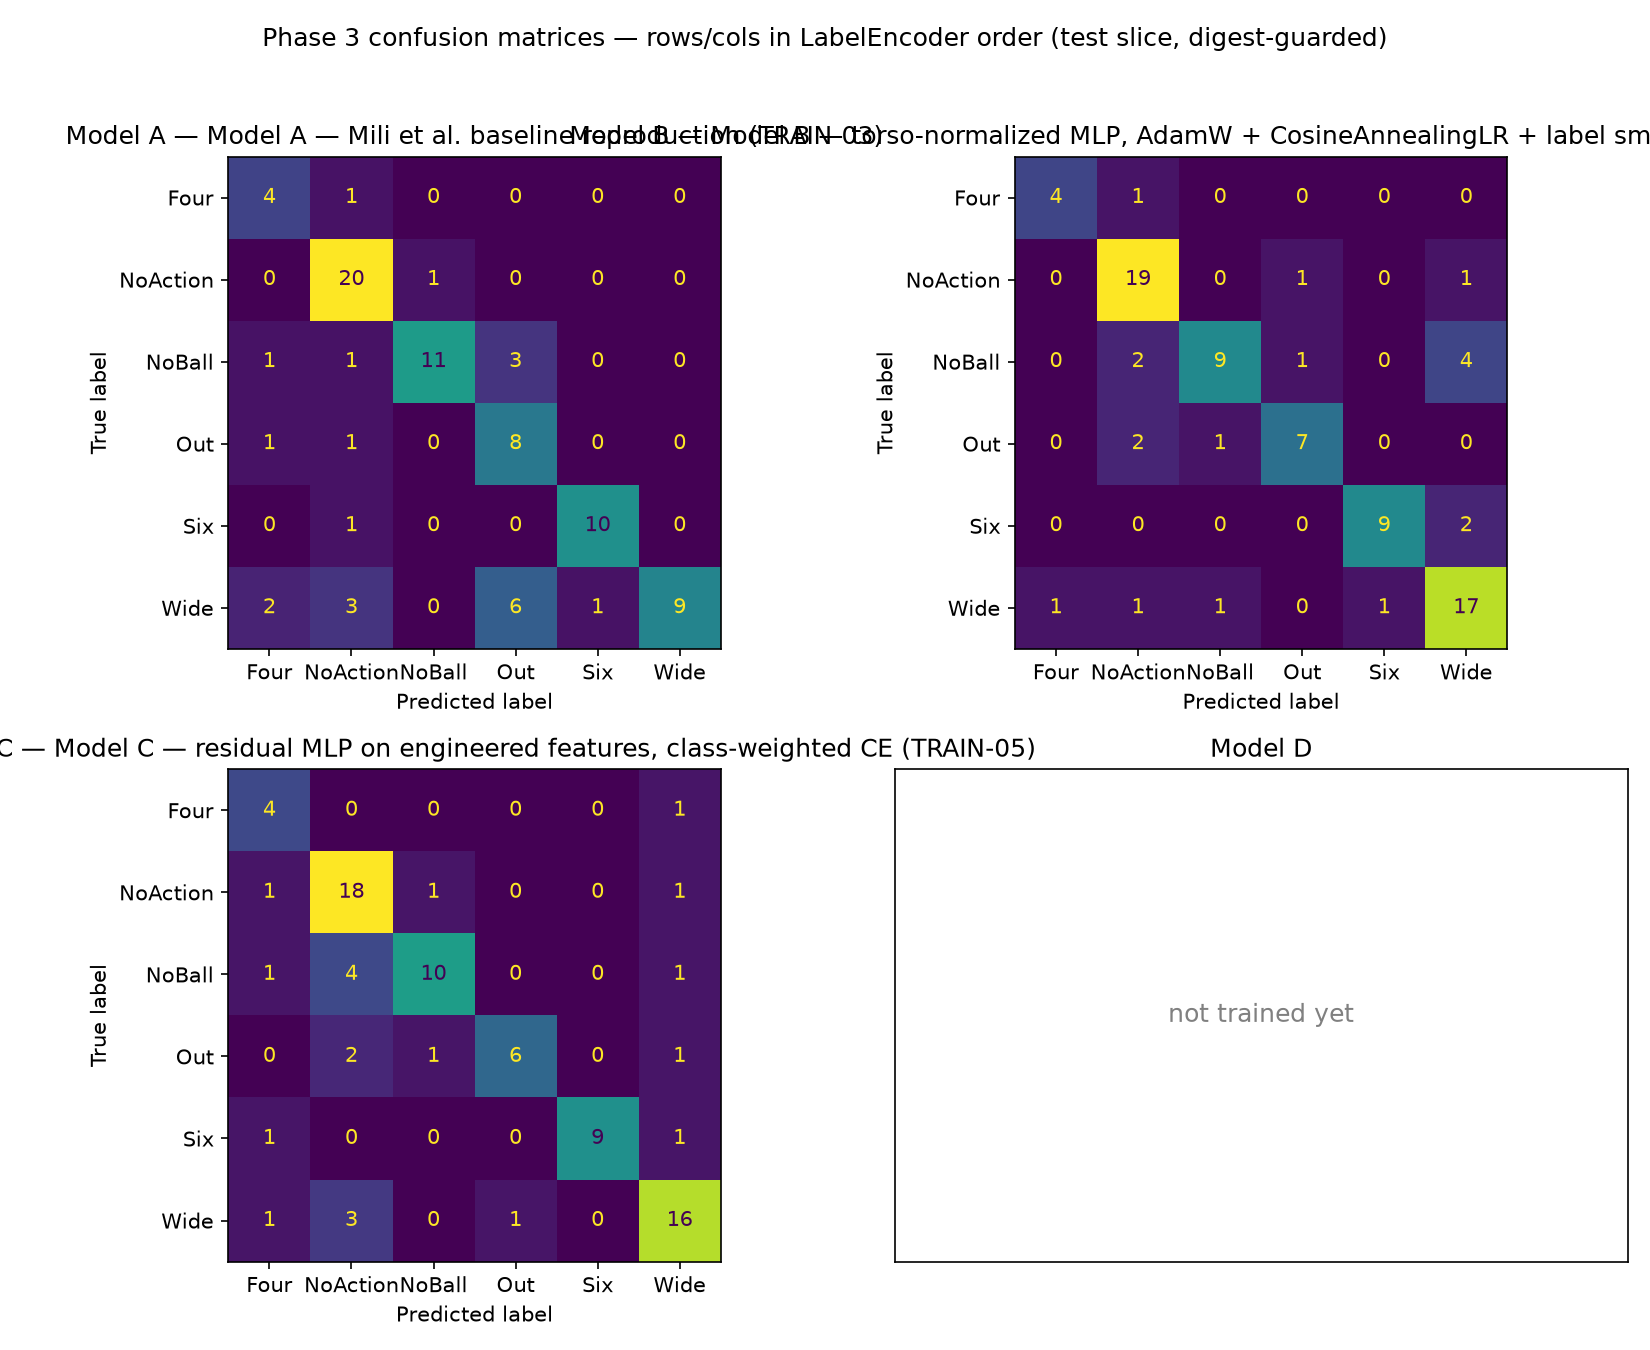 Phase 3 confusion matrices — rows/cols in LabelEncoder order (test slice, digest-guarded)
Model A — Model A — Mili et al. baseline reproduction (TRAIN-03)
Model B — Model B — torso-normalized MLP, AdamW + CosineAnnealingLR + label sm
True label
Four 4 1 0 0 0 0
NoAction 0 20 1 0 0 0
NoBall 1 1 11 3 0 0
Out 1 1 0 8 0 0
Six 0 1 0 0 10 0
Wide 2 3 0 6 1 9
Four NoAction NoBall Out Six Wide
Predicted label
True label
Four 4 1 0 0 0 0
NoAction 0 19 0 1 0 1
NoBall 0 2 9 1 0 4
Out 0 2 1 7 0 0
Six 0 0 0 0 9 2
Wide 1 1 1 0 1 17
Four NoAction NoBall Out Six Wide
Predicted label
C — Model C — residual MLP on engineered features, class-weighted CE (TRAIN-05)
True label
Four 4 0 0 0 0 1
NoAction 1 18 1 0 0 1
NoBall 1 4 10 0 0 1
Out 0 2 1 6 0 1
Six 1 0 0 0 9 1
Wide 1 3 0 1 0 16
Four NoAction NoBall Out Six Wide
Predicted label
Model D
not trained yet